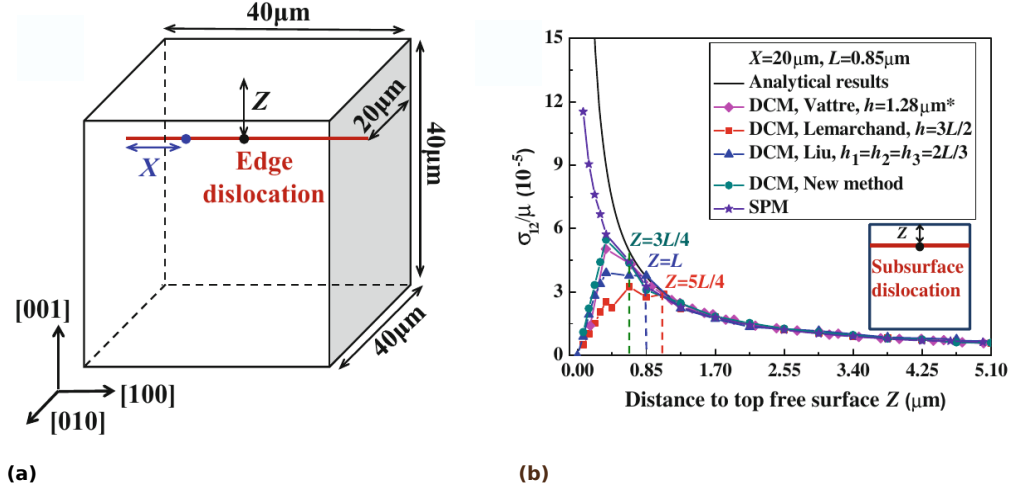 40μm
Z
20μm
40μm
X
Edge
dislocation
[001]
[100]
[010]
40μm
(a)
15
12
9
6
3
0
σ12/μ (10-5)
X=20μm, L=0.85μm
Analytical results
DCM, Vattre, h=1.28μm*
DCM, Lemarchand, h=3L/2
DCM, Liu, h1=h2=h3=2L/3
DCM, New method
SPM
Z=3L/4
Z=L
Z=5L/4
Z
Subsurface
dislocation
0.00 0.85 1.70 2.55 3.40 4.25 5.10
Distance to top free surface Z (μm)
(b)